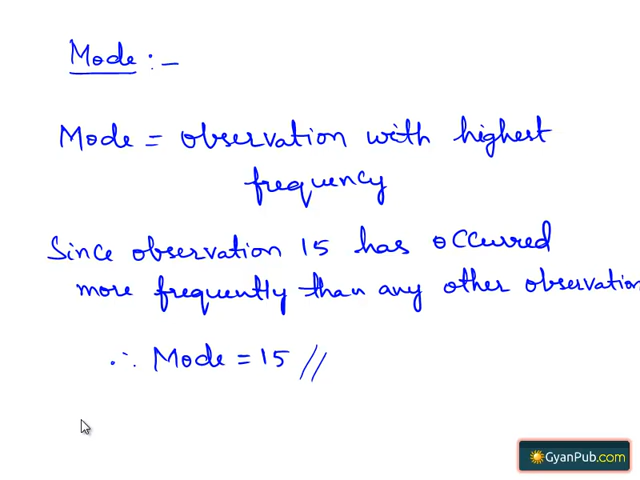 Mode :-
Mode = observation with highest
frequency
Since observation 15 has occurred
more frequently than any other observation
∴ Mode = 15 //
GyanPub.com